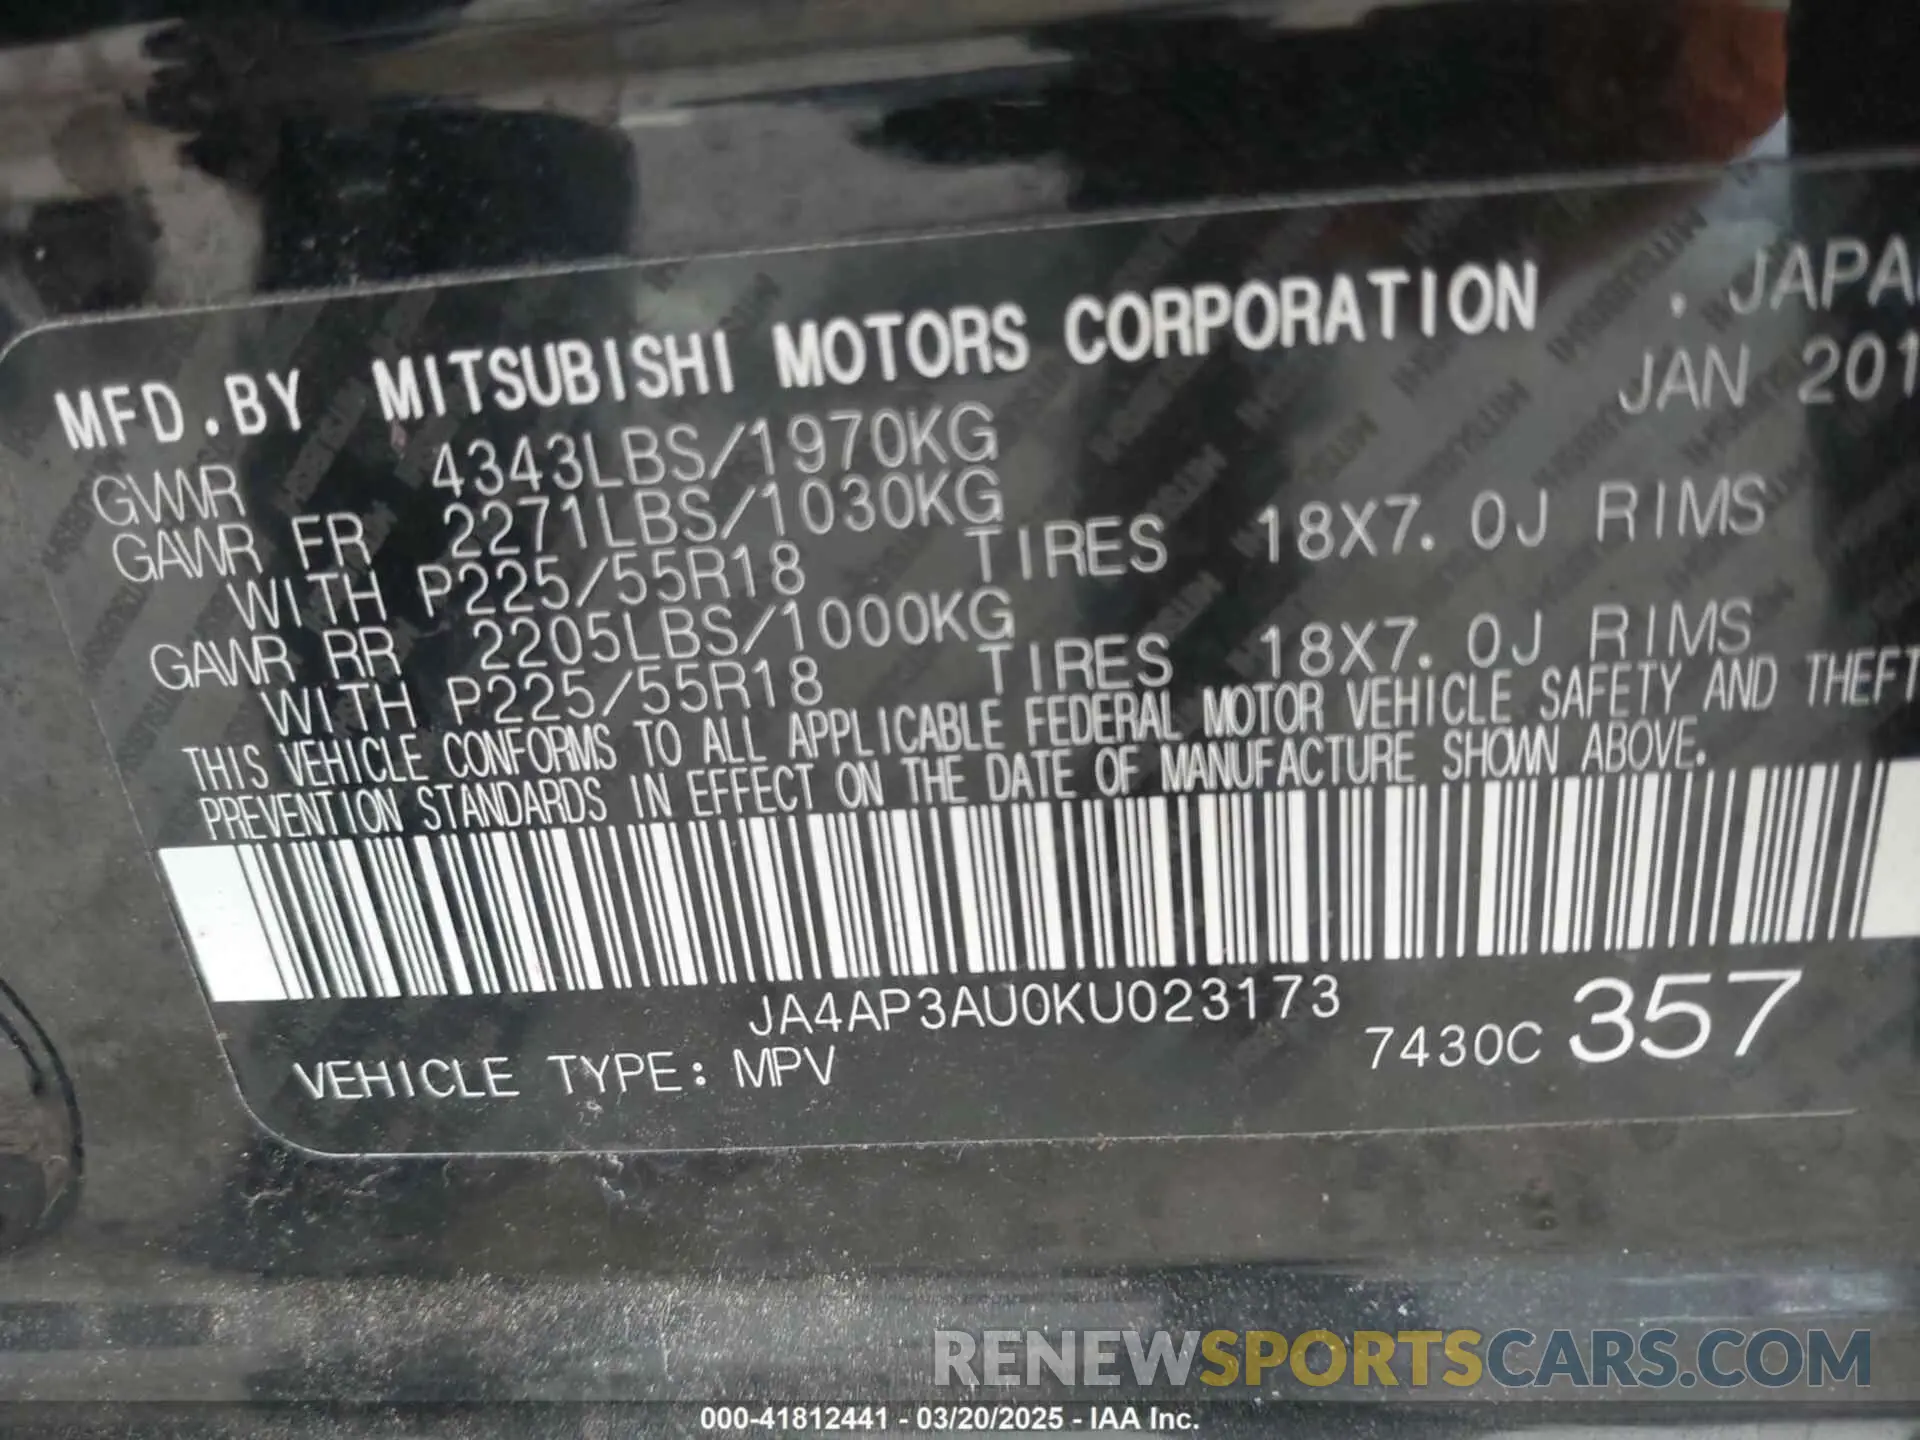 MFD.BY MITSUBISHI MOTORS CORPORATION . JAPA
JAN 201
GVWR 4343LBS/1970KG
GAWR FR 2271LBS/1030KG
WITH P225/55R18 TIRES 18X7.0J RIMS
GAWR RR 2205LBS/1000KG
WITH P225/55R18 TIRES 18X7.0J RIMS
THIS VEHICLE CONFORMS TO ALL APPLICABLE FEDERAL MOTOR VEHICLE SAFETY AND THEFT
PREVENTION STANDARDS IN EFFECT ON THE DATE OF MANUFACTURE SHOWN ABOVE.
JA4AP3AU0KU023173
VEHICLE TYPE: MPV 7430C 357
RENEWSPORTSCARS.COM
000-41812441 - 03/20/2025 - IAA Inc.